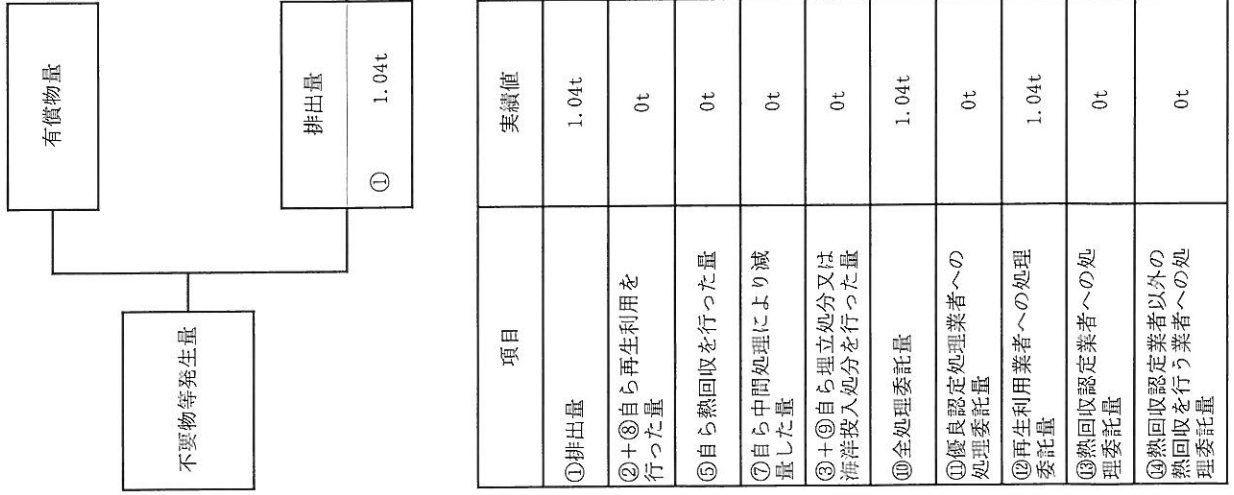 不要物等発生量
有償物量
排出量
① 1.04t
項目 実績値
①排出量 1.04t
②+⑧自ら再生利用を
行った量 0t
⑤自ら熱回収を行った量 0t
⑦自ら中間処理により減
量した量 0t
③+⑨自ら埋立処分又は
海洋投入処分を行った量 0t
⑩全処理委託量 1.04t
⑪優良認定処理業者への
処理委託量 0t
⑫再生利用業者への処理
委託量 1.04t
⑬熱回収認定業者への処
理委託量 0t
⑭熱回収認定業者以外の
熱回収を行う業者への処
理委託量 0t